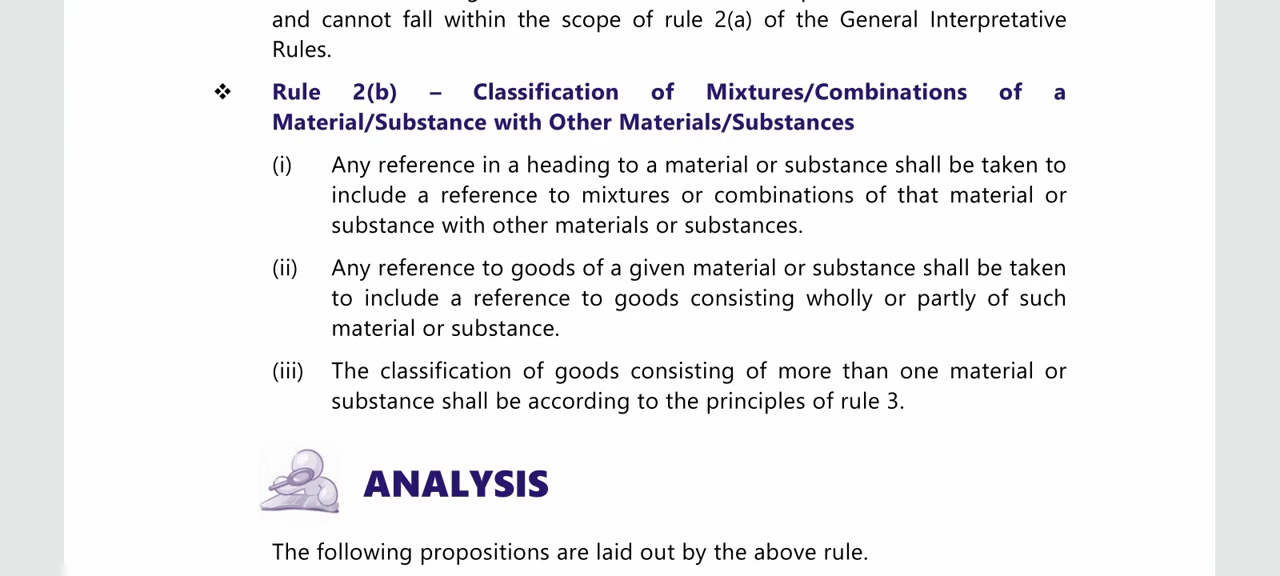 and cannot fall within the scope of rule 2(a) of the General Interpretative
Rules.
❖ Rule 2(b) – Classification of Mixtures/Combinations of a
Material/Substance with Other Materials/Substances
(i) Any reference in a heading to a material or substance shall be taken to
include a reference to mixtures or combinations of that material or
substance with other materials or substances.
(ii) Any reference to goods of a given material or substance shall be taken
to include a reference to goods consisting wholly or partly of such
material or substance.
(iii) The classification of goods consisting of more than one material or
substance shall be according to the principles of rule 3.
ANALYSIS
The following propositions are laid out by the above rule.